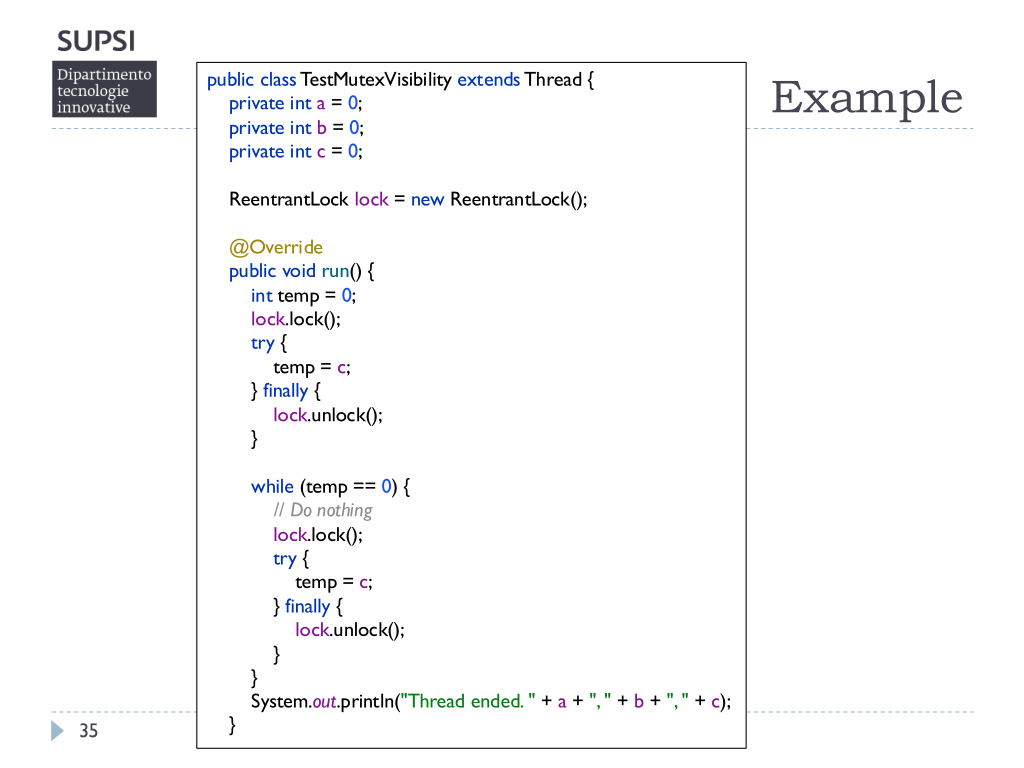 SUPSI
Dipartimento
tecnologie
innovative
Example
public class TestMutexVisibility extends Thread {
private int a = 0;
private int b = 0;
private int c = 0;
ReentrantLock lock = new ReentrantLock();
@Override
public void run() {
int temp = 0;
lock.lock();
try {
temp = c;
} finally {
lock.unlock();
}
while (temp == 0) {
// Do nothing
lock.lock();
try {
temp = c;
} finally {
lock.unlock();
}
}
System.out.println("Thread ended. " + a + ", " + b + ", " + c);
}
35